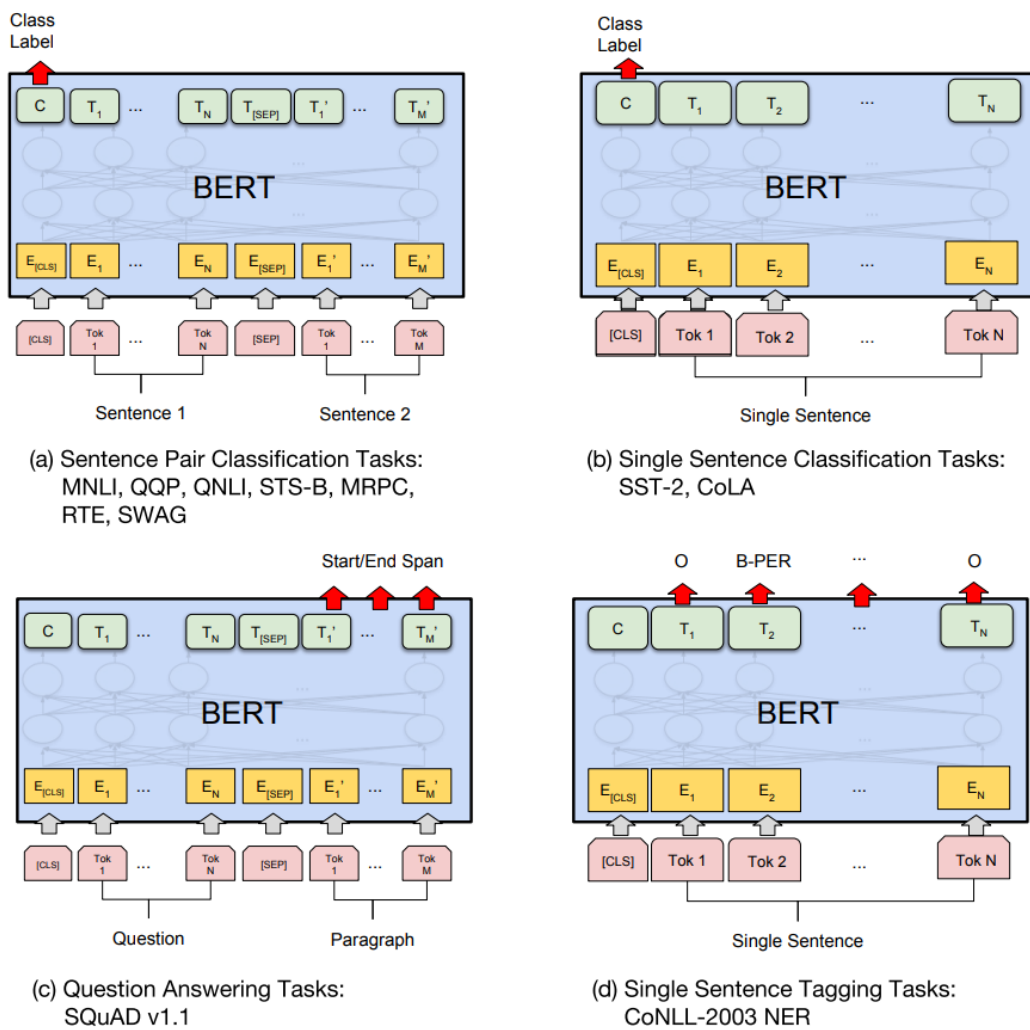 Class
Label
C T1 ... TN T[SEP] T1' ... TM'
...
BERT
...
E[CLS] E1 ... EN E[SEP] E1' ... EM'
[CLS] Tok 1 ... Tok N [SEP] Tok 1 ... Tok M
Sentence 1 Sentence 2
(a) Sentence Pair Classification Tasks:
MNLI, QQP, QNLI, STS-B, MRPC,
RTE, SWAG
Class
Label
C T1 T2 ... TN
...
BERT
...
E[CLS] E1 E2 ... EN
[CLS] Tok 1 Tok 2 ... Tok N
Single Sentence
(b) Single Sentence Classification Tasks:
SST-2, CoLA
Start/End Span
C T1 ... TN T[SEP] T1' ... TM'
...
BERT
...
E[CLS] E1 ... EN E[SEP] E1' ... EM'
[CLS] Tok 1 ... Tok N [SEP] Tok 1 ... Tok M
Question Paragraph
(c) Question Answering Tasks:
SQuAD v1.1
O B-PER ... O
C T1 T2 ... TN
...
BERT
...
E[CLS] E1 E2 ... EN
[CLS] Tok 1 Tok 2 ... Tok N
Single Sentence
(d) Single Sentence Tagging Tasks:
CoNLL-2003 NER